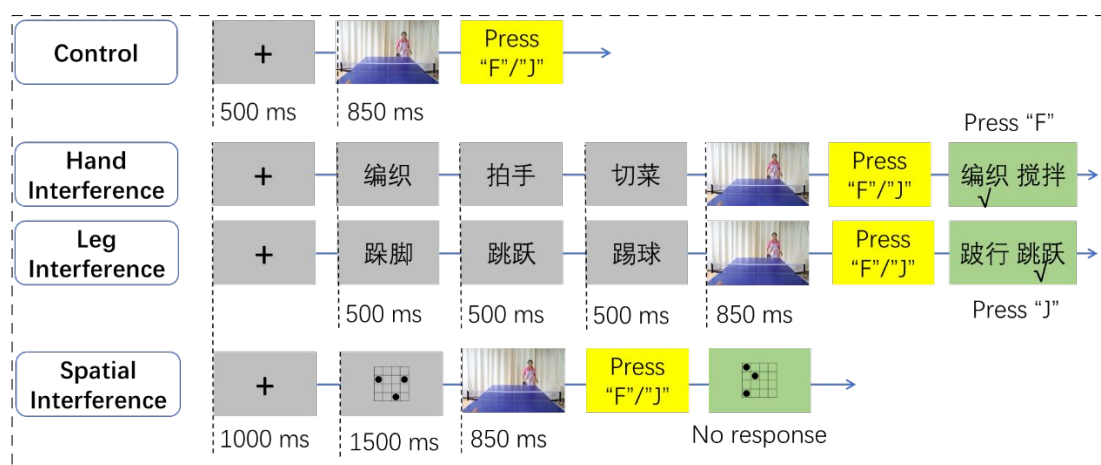 Control
+
Press
“F”/”J”
500 ms
850 ms
Press “F”
Hand
Interference
+
编织
拍手
切菜
Press
“F”/”J”
编织 搅拌
√
Leg
Interference
+
跺脚
跳跃
踢球
Press
“F”/”J”
跛行 跳跃
√
500 ms
500 ms
500 ms
850 ms
Press “J”
Spatial
Interference
+
Press
“F”/”J”
1000 ms
1500 ms
850 ms
No response